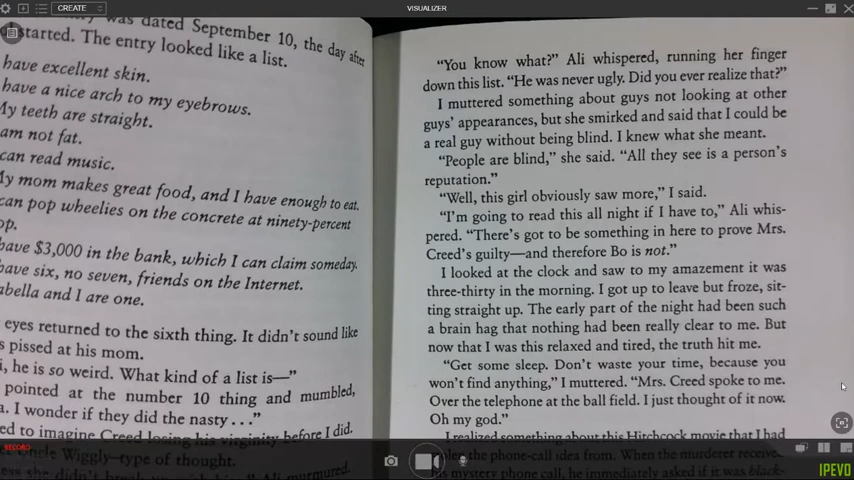 CREATE
VISUALIZER
was dated September 10, the day after
started. The entry looked like a list.
have excellent skin.
have a nice arch to my eyebrows.
My teeth are straight.
am not fat.
can read music.
My mom makes great food, and I have enough to eat.
can pop wheelies on the concrete at ninety-percent
op.
have $3,000 in the bank, which I can claim someday.
have six, no seven, friends on the Internet.
abella and I are one.
eyes returned to the sixth thing. It didn't sound like
s pissed at his mom.
i, he is so weird. What kind of a list is—"
pointed at the number 10 thing and mumbled,
a. I wonder if they did the nasty . . ."
ed to imagine Creed losing his virginity before I did.
Uncle Wiggly–type of thought.
she didn't
murmured.
"You know what?" Ali whispered, running her finger
down this list. "He was never ugly. Did you ever realize that?"
I muttered something about guys not looking at other
guys' appearances, but she smirked and said that I could be
a real guy without being blind. I knew what she meant.
"People are blind," she said. "All they see is a person's
reputation."
"Well, this girl obviously saw more," I said.
"I'm going to read this all night if I have to," Ali whis-
pered. "There's got to be something in here to prove Mrs.
Creed's guilty—and therefore Bo is not."
I looked at the clock and saw to my amazement it was
three-thirty in the morning. I got up to leave but froze, sit-
ting straight up. The early part of the night had been such
a brain hag that nothing had been really clear to me. But
now that I was this relaxed and tired, the truth hit me.
"Get some sleep. Don't waste your time, because you
won't find anything," I muttered. "Mrs. Creed spoke to me.
Over the telephone at the ball field. I just thought of it now.
Oh my god."
I realized something about this Hitchcock movie that I had
stolen the phone-call idea from. When the murderer receive
his mystery phone call, he immediately asked if it was black-
RECORD
IPEVO